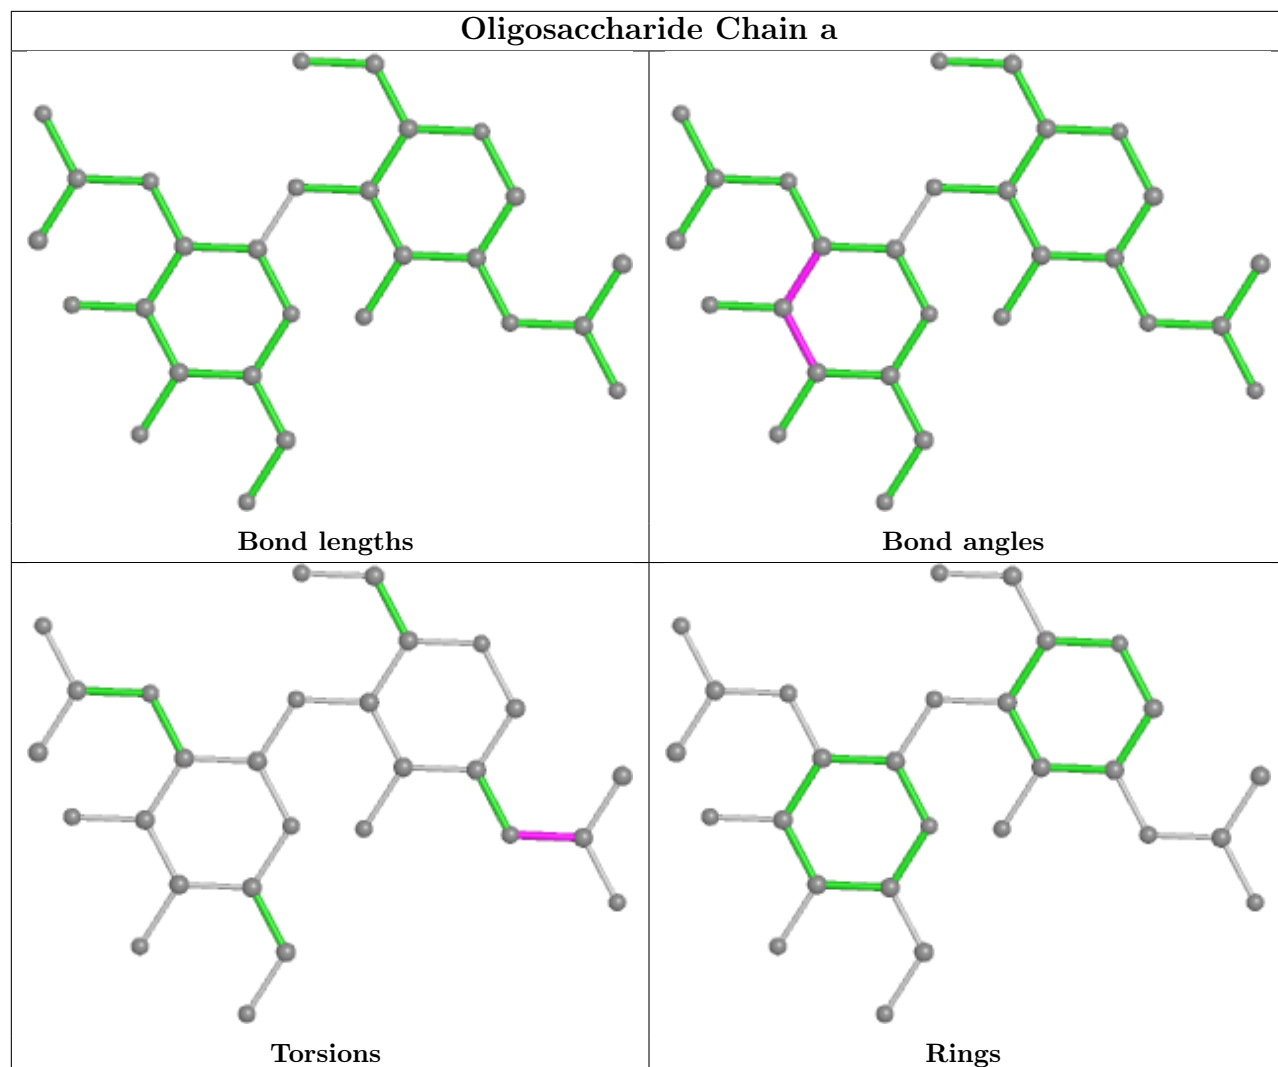 Oligosaccharide Chain a
Bond lengths
Bond angles
Torsions
Rings